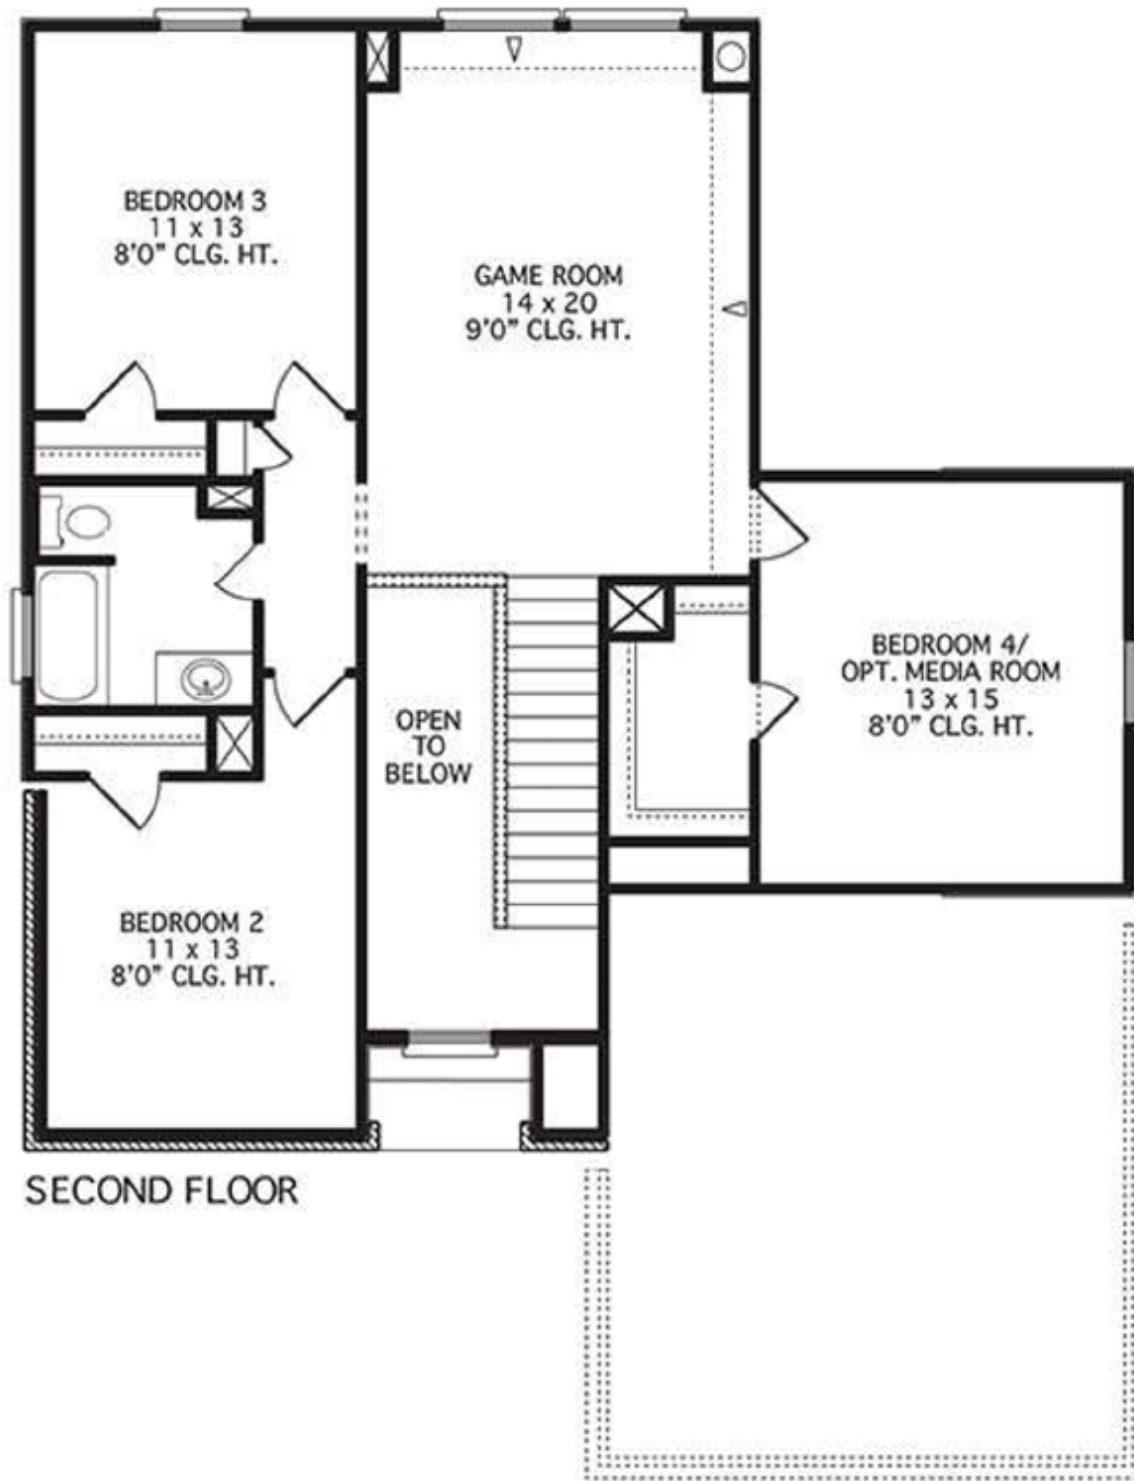 BEDROOM 3
11 x 13
8'0" CLG. HT.
GAME ROOM
14 x 20
9'0" CLG. HT.
BEDROOM 4/
OPT. MEDIA ROOM
13 x 15
8'0" CLG. HT.
OPEN
TO
BELOW
BEDROOM 2
11 x 13
8'0" CLG. HT.
SECOND FLOOR